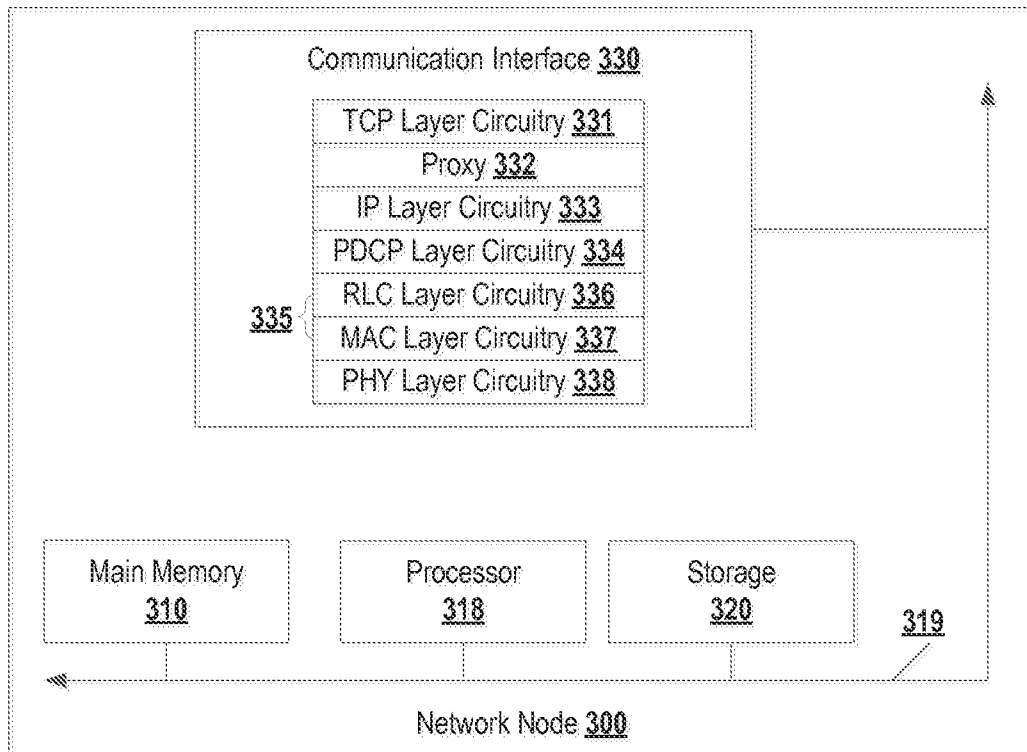 Communication Interface 330
TCP Layer Circuitry 331
Proxy 332
IP Layer Circuitry 333
PDCP Layer Circuitry 334
RLC Layer Circuitry 336
335
MAC Layer Circuitry 337
PHY Layer Circuitry 338
Main Memory
310
Processor
318
Storage
320
319
Network Node 300